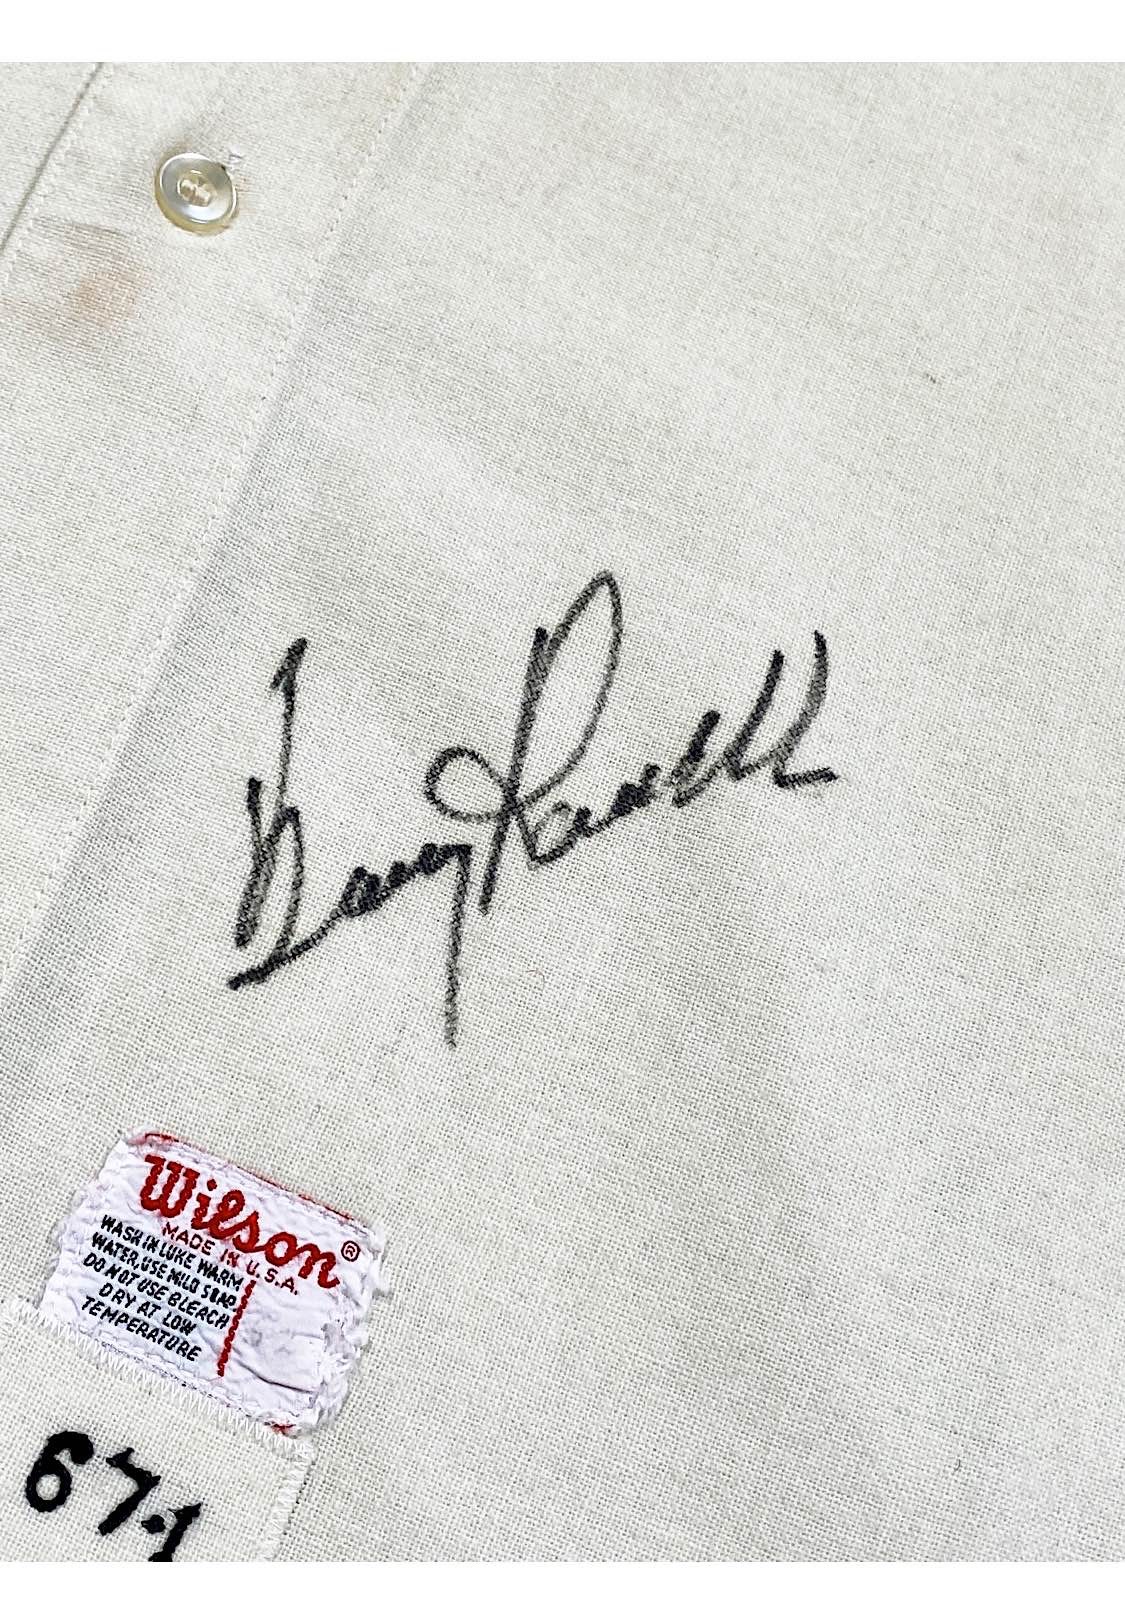 Wilson®
MADE IN U.S.A.
WASH IN LUKE WARM
WATER, USE MILD SOAP
DO NOT USE BLEACH
DRY AT LOW
TEMPERATURE
67-1